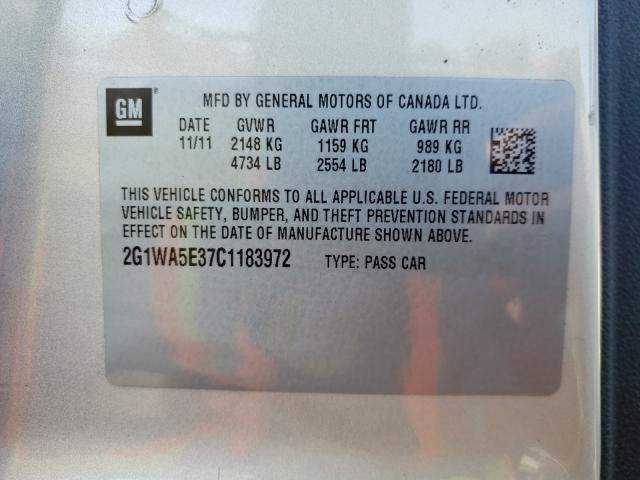 GM
®
MFD BY GENERAL MOTORS OF CANADA LTD.
DATE GVWR GAWR FRT GAWR RR
11/11 2148 KG 1159 KG 989 KG
4734 LB 2554 LB 2180 LB
THIS VEHICLE CONFORMS TO ALL APPLICABLE U.S. FEDERAL MOTOR
VEHICLE SAFETY, BUMPER, AND THEFT PREVENTION STANDARDS IN
EFFECT ON THE DATE OF MANUFACTURE SHOWN ABOVE.
2G1WA5E37C1183972 TYPE: PASS CAR